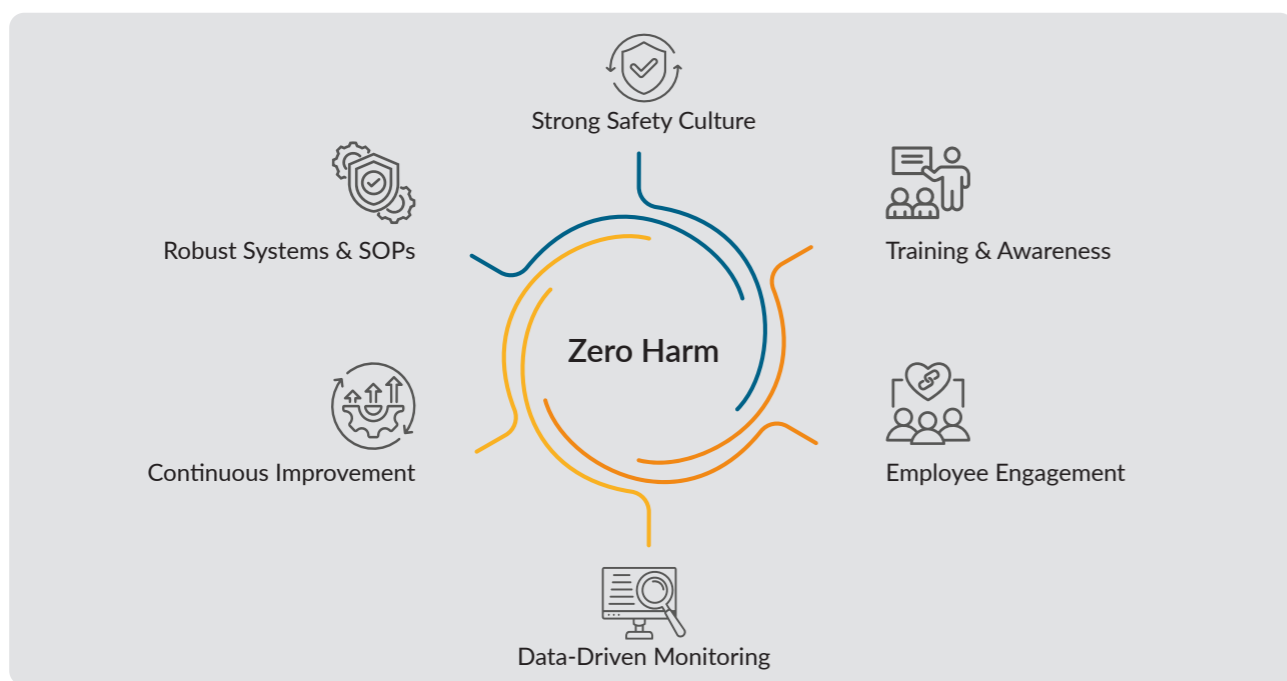 Strong Safety Culture
Robust Systems & SOPs
Training & Awareness
Zero Harm
Continuous Improvement
Employee Engagement
Data-Driven Monitoring